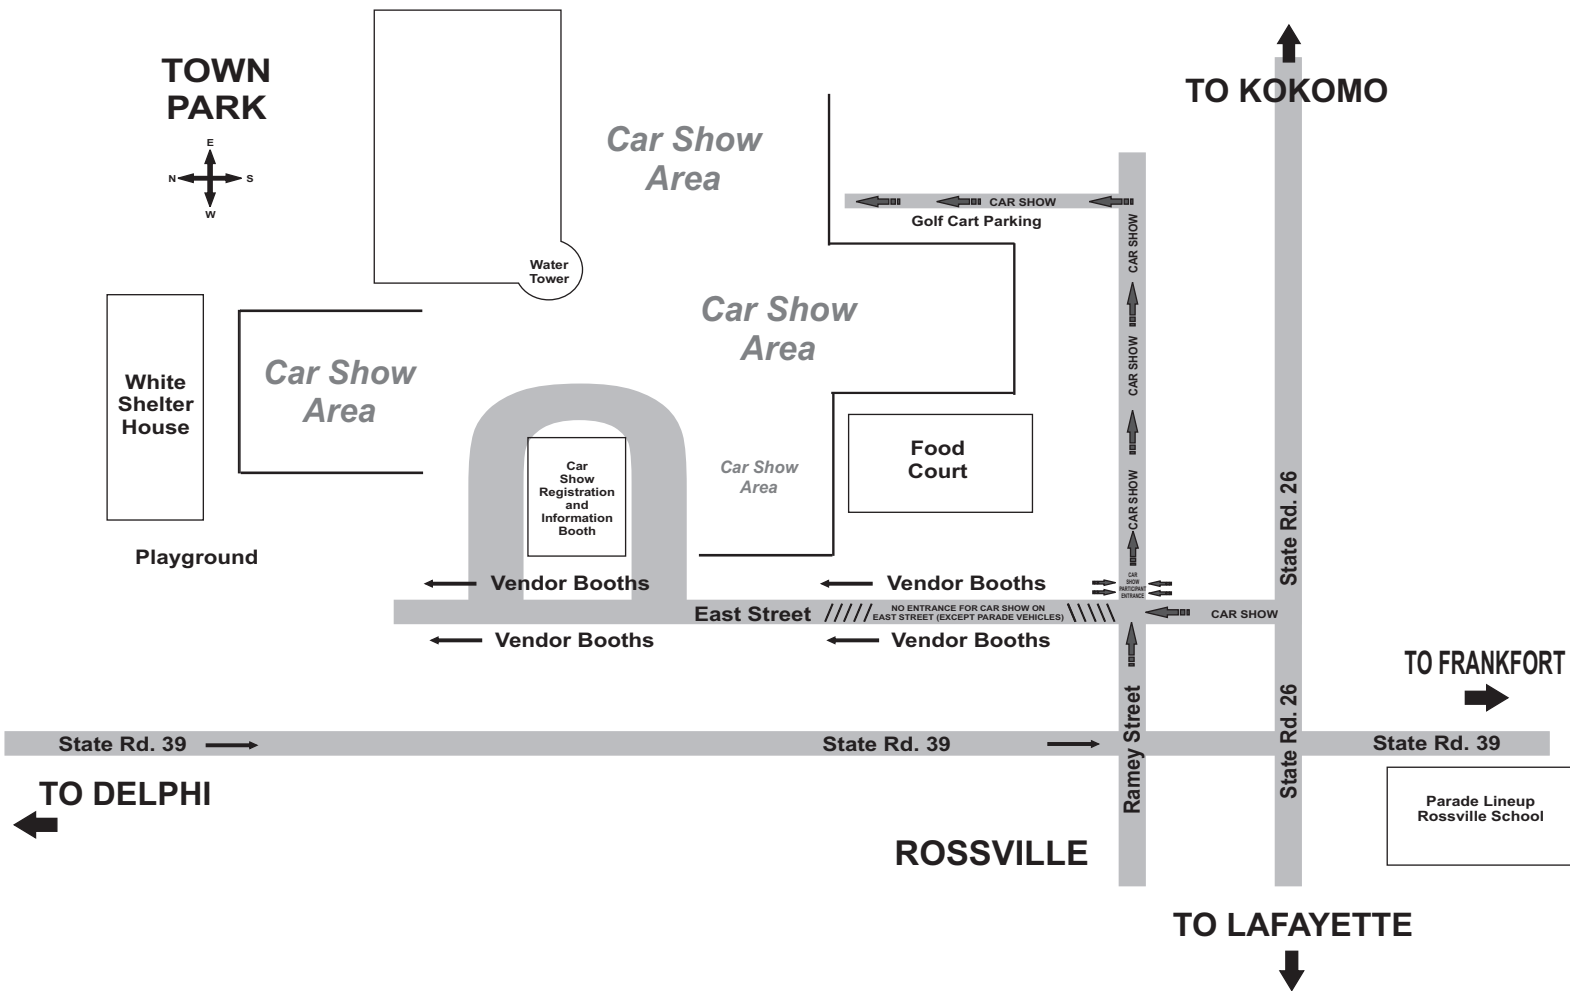 TOWN
PARK
E
N
S
W
Car Show
Area
TO KOKOMO
CAR SHOW
Golf Cart Parking
CAR SHOW
Water
Tower
Car Show
Area
White
Shelter
House
Car Show
Area
CAR SHOW
Car
Show
Registration
and
Information
Booth
Car Show
Area
Food
Court
CAR SHOW
State Rd. 26
Playground
Vendor Booths
Vendor Booths
CAR
SHOW
PARTICIPANT
ENTRANCE
East Street
NO ENTRANCE FOR CAR SHOW ON
EAST STREET (EXCEPT PARADE VEHICLES)
CAR SHOW
Vendor Booths
Vendor Booths
TO FRANKFORT
Ramey Street
State Rd. 26
State Rd. 39
State Rd. 39
State Rd. 39
TO DELPHI
Parade Lineup
Rossville School
ROSSVILLE
TO LAFAYETTE